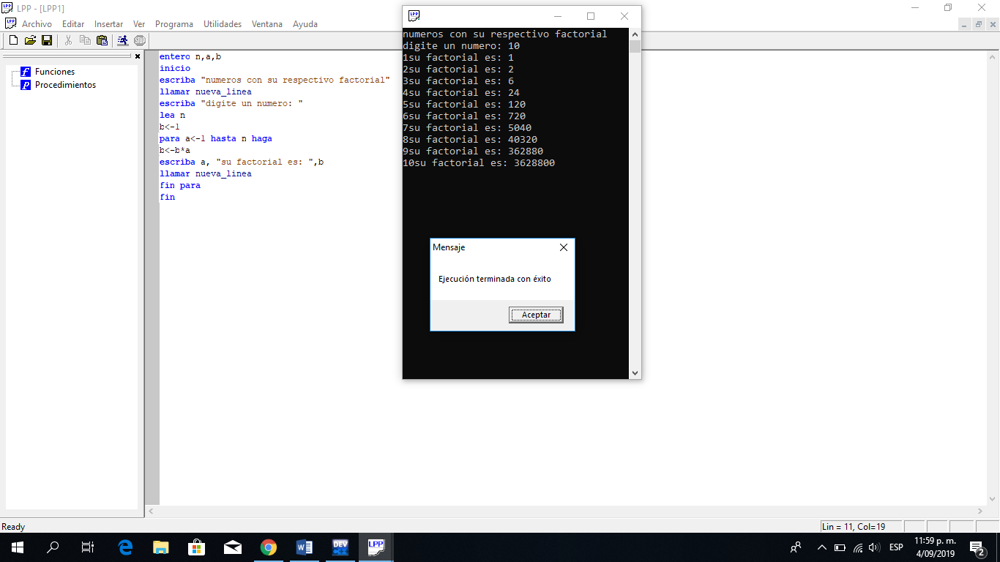 LPP - [LPP1]
Archivo Editar Insertar Ver Programa Utilidades Ventana Ayuda
Funciones
Procedimientos
entero n,a,b
inicio
escriba "numeros con su respectivo factorial"
llamar nueva_linea
escriba "digite un numero: "
lea n
b<-1
para a<-1 hasta n haga
b<-b*a
escriba a, "su factorial es: ",b
llamar nueva_linea
fin para
fin
LPP
numeros con su respectivo factorial
digite un numero: 10
1su factorial es: 1
2su factorial es: 2
3su factorial es: 6
4su factorial es: 24
5su factorial es: 120
6su factorial es: 720
7su factorial es: 5040
8su factorial es: 40320
9su factorial es: 362880
10su factorial es: 3628800
Mensaje
Ejecución terminada con éxito
Aceptar
Ready
Lin = 11, Col=19
DEV
LPP
ESP
11:59 p. m.
4/09/2019
2